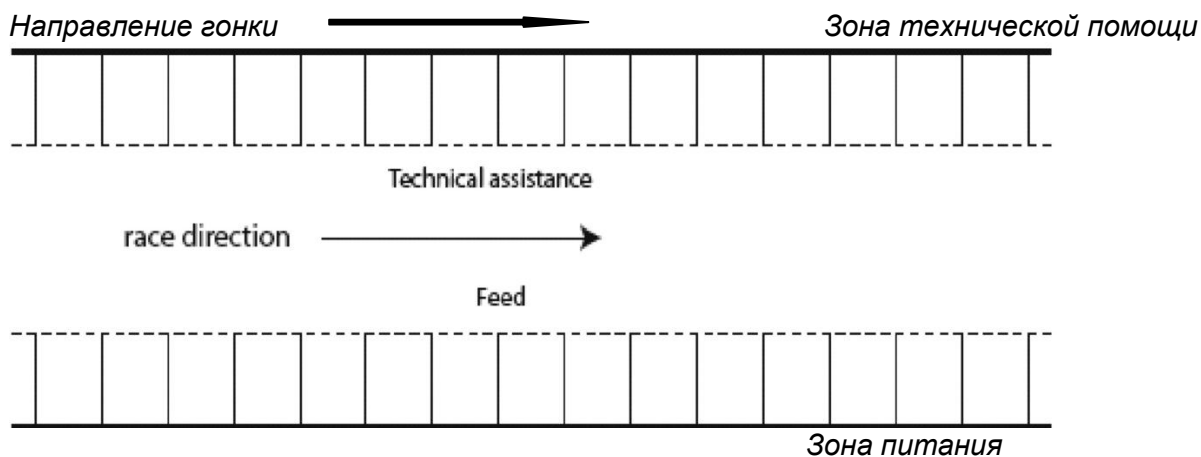 Направление гонки Зона технической помощи
Technical assistance
race direction
Feed
Зона питания